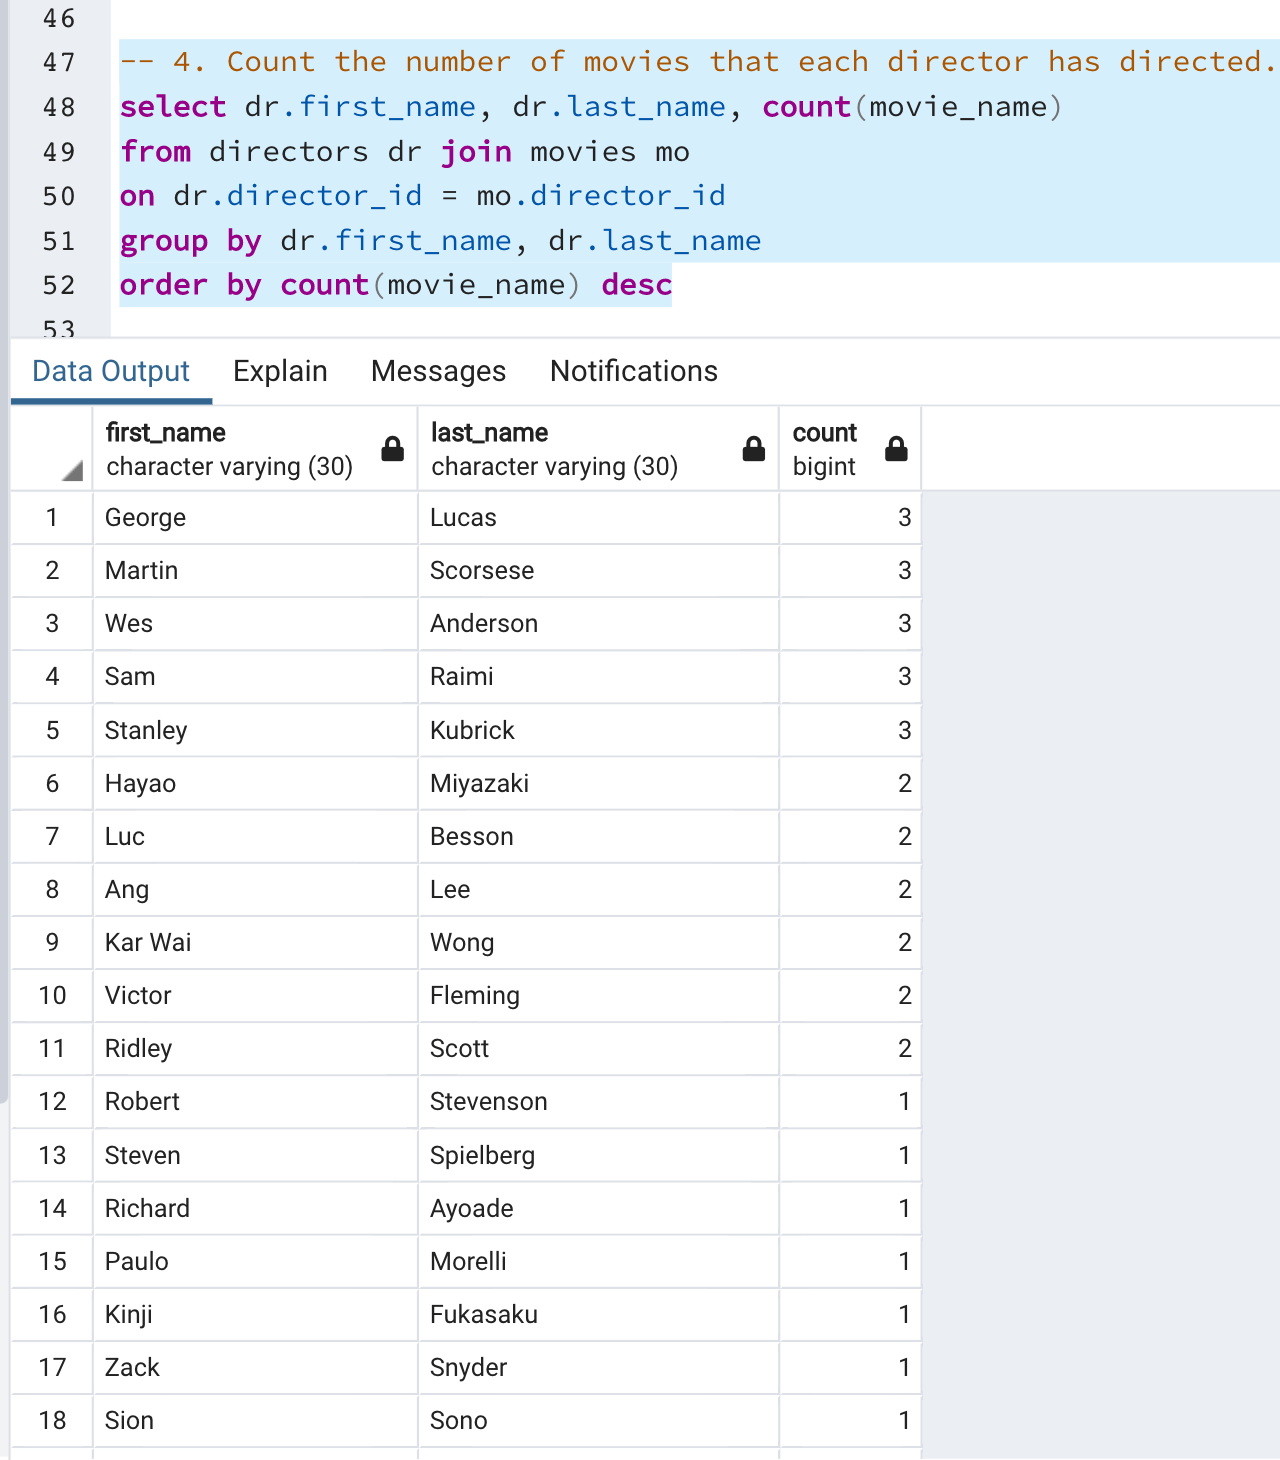 46
47 -- 4. Count the number of movies that each director has directed.
48 select dr.first_name, dr.last_name, count(movie_name)
49 from directors dr join movies mo
50 on dr.director_id = mo.director_id
51 group by dr.first_name, dr.last_name
52 order by count(movie_name) desc
53
Data Output Explain Messages Notifications
first_name last_name count
character varying (30) character varying (30) bigint
1 George Lucas 3
2 Martin Scorsese 3
3 Wes Anderson 3
4 Sam Raimi 3
5 Stanley Kubrick 3
6 Hayao Miyazaki 2
7 Luc Besson 2
8 Ang Lee 2
9 Kar Wai Wong 2
10 Victor Fleming 2
11 Ridley Scott 2
12 Robert Stevenson 1
13 Steven Spielberg 1
14 Richard Ayoade 1
15 Paulo Morelli 1
16 Kinji Fukasaku 1
17 Zack Snyder 1
18 Sion Sono 1